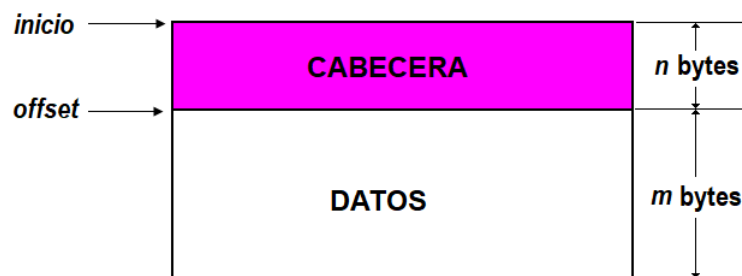 inicio
CABECERA
n bytes
offset
DATOS
m bytes